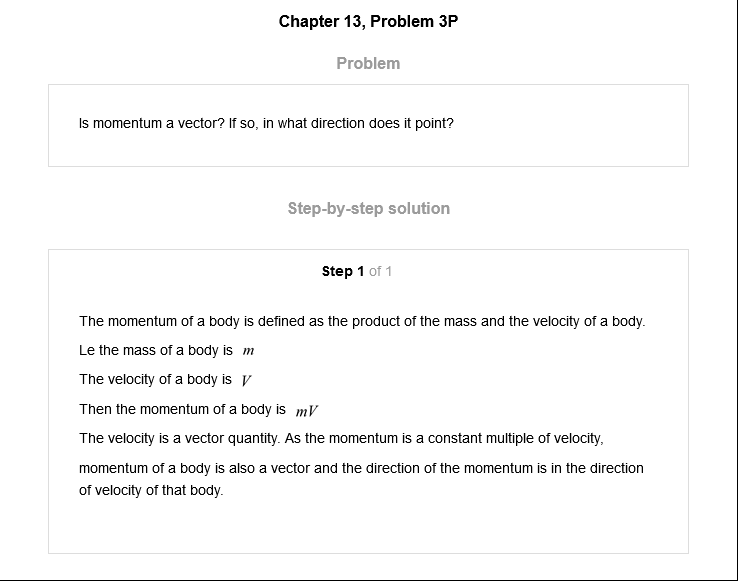 Chapter 13, Problem 3P
Problem
Is momentum a vector? If so, in what direction does it point?
Step-by-step solution
Step 1 of 1
The momentum of a body is defined as the product of the mass and the velocity of a body.
Le the mass of a body is m
The velocity of a body is V
Then the momentum of a body is mV
The velocity is a vector quantity. As the momentum is a constant multiple of velocity,
momentum of a body is also a vector and the direction of the momentum is in the direction
of velocity of that body.